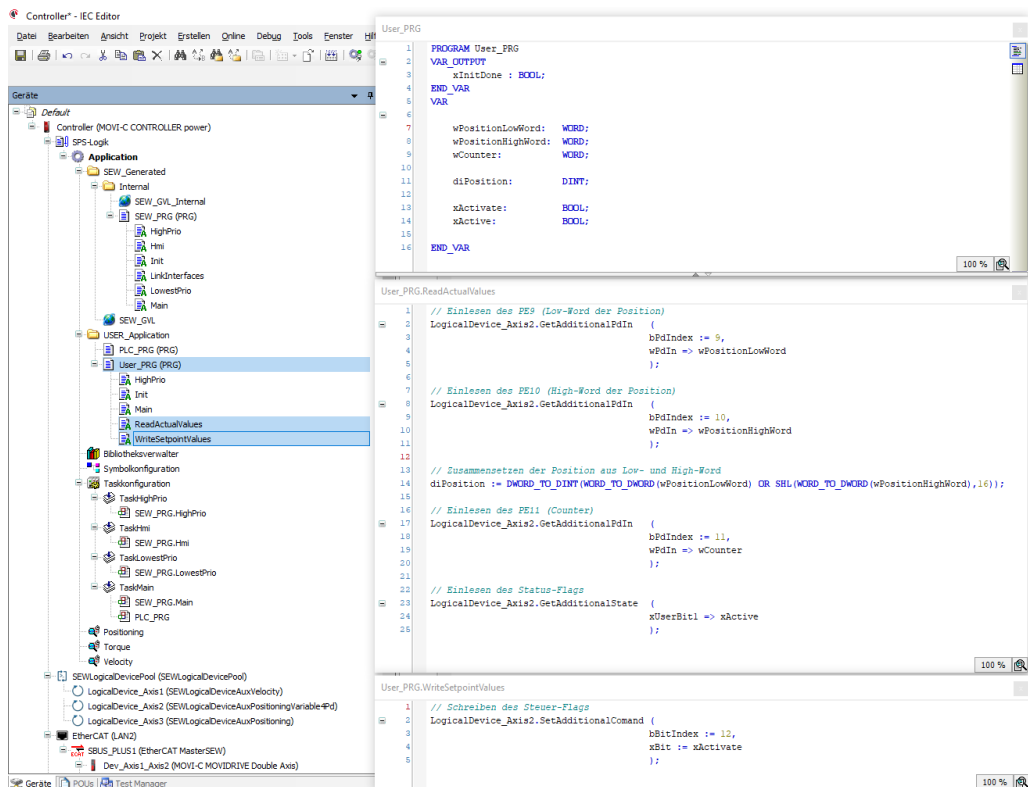 Controller* - IEC Editor
Datei Bearbeiten Ansicht Projekt Erstellen Online Debug Tools Fenster
Geräte
Default
Controller (MOVI-C CONTROLLER power)
SPS-Logik
Application
SEW_Generated
Internal
SEW_GVL_Internal
SEW_PRG (PRG)
HighPrio
Hmi
Init
LinkInterfaces
LowestPrio
Main
SEW_GVL
USER_Application
PLC_PRG (PRG)
User_PRG (PRG)
HighPrio
Init
Main
ReadActualValues
WriteSetpointValues
Bibliotheksverwalter
Symbolkonfiguration
Taskkonfiguration
TaskHighPrio
SEW_PRG.HighPrio
TaskHmi
SEW_PRG.Hmi
TaskLowestPrio
SEW_PRG.LowestPrio
TaskMain
SEW_PRG.Main
PLC_PRG
Positioning
Torque
Velocity
SEWLogicalDevicePool (SEWLogicalDevicePool)
LogicalDevice_Axis1 (SEWLogicalDeviceAuxVelocity)
LogicalDevice_Axis2 (SEWLogicalDeviceAuxPositioningVariable4Pd)
LogicalDevice_Axis3 (SEWLogicalDeviceAuxPositioning)
EtherCAT (LAN2)
SBUS_PLUS1 (EtherCAT MasterSEW)
Dev_Axis1_Axis2 (MOVI-C MOVIDRIVE Double Axis)
Geräte POUs Test Manager
User_PRG
1 PROGRAM User_PRG
2 VAR_OUTPUT
3 xInitDone : BOOL;
4 END_VAR
5 VAR
6
7 wPositionLowWord: WORD;
8 wPositionHighWord: WORD;
9 wCounter: WORD;
10
11 diPosition: DINT;
12
13 xActivate: BOOL;
14 xActive: BOOL;
15
16 END_VAR
100 %
User_PRG.ReadActualValues
1 // Einlesen des PE9 (Lov-Word der Position)
2 LogicalDevice_Axis2.GetAdditionalPdIn (
3 bPdIndex := 9,
4 wPdIn => wPositionLowWord
5 );
6
7 // Einlesen des PE10 (High-Word der Position)
8 LogicalDevice_Axis2.GetAdditionalPdIn (
9 bPdIndex := 10,
10 wPdIn => wPositionHighWord
11 );
12
13 // Zusammensetzen der Position aus Low- und High-Word
14 diPosition := DWORD_TO_DINT(WORD_TO_DWORD(wPositionLowWord) OR SHL(WORD_TO_DWORD(wPositionHighWord),16));
15
16 // Einlesen des PE11 (Counter)
17 LogicalDevice_Axis2.GetAdditionalPdIn (
18 bPdIndex := 11,
19 wPdIn => wCounter
20 );
21
22 // Einlesen des Status-Flags
23 LogicalDevice_Axis2.GetAdditionalState (
24 xUserBit1 => xActive
25 );
100 %
User_PRG.WriteSetpointValues
1 // Schreiben des Steuer-Flags
2 LogicalDevice_Axis2.SetAdditionalComand (
3 bBitIndex := 12,
4 xBit := xActivate
5 );
100 %